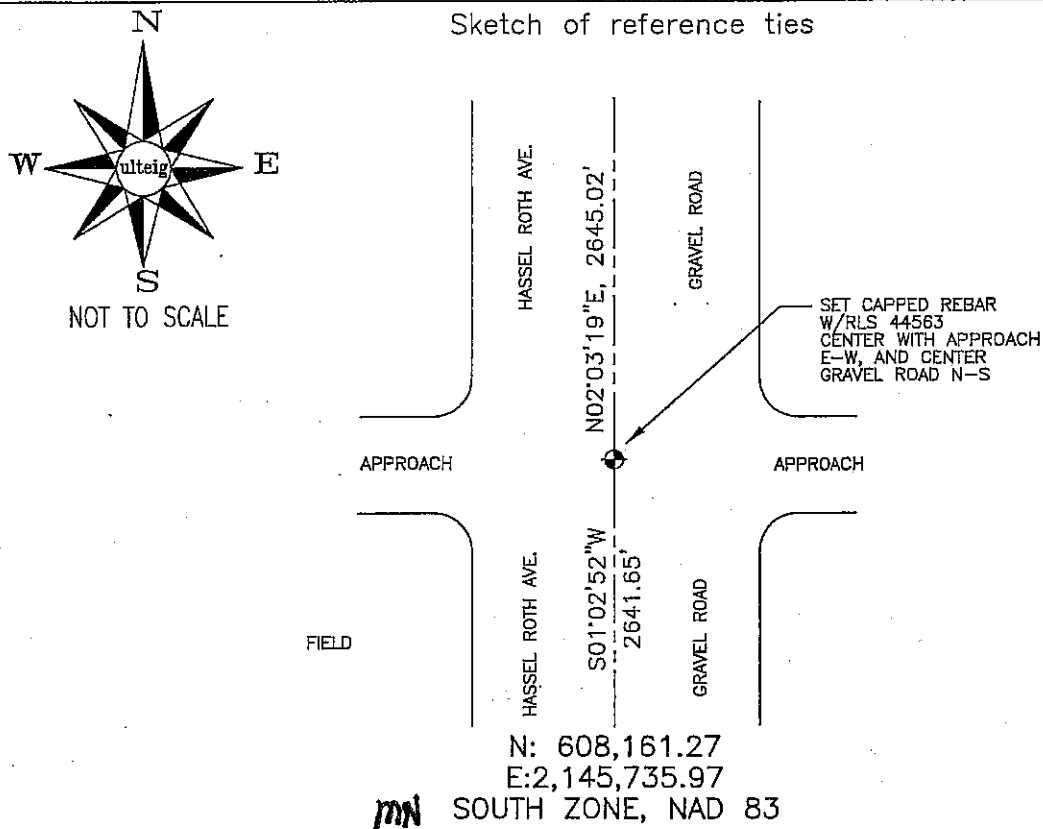 Sketch of reference ties
N
W
ulteig
E
S
NOT TO SCALE
HASSEL ROTH AVE.
N02°03'19"E, 2645.02'
GRAVEL ROAD
SET CAPPED REBAR
W/RLS 44563
CENTER WITH APPROACH
E-W, AND CENTER
GRAVEL ROAD N-S
APPROACH
APPROACH
HASSEL ROTH AVE.
S01°02'52"W
2641.65'
GRAVEL ROAD
FIELD
N: 608,161.27
E:2,145,735.97
MN SOUTH ZONE, NAD 83